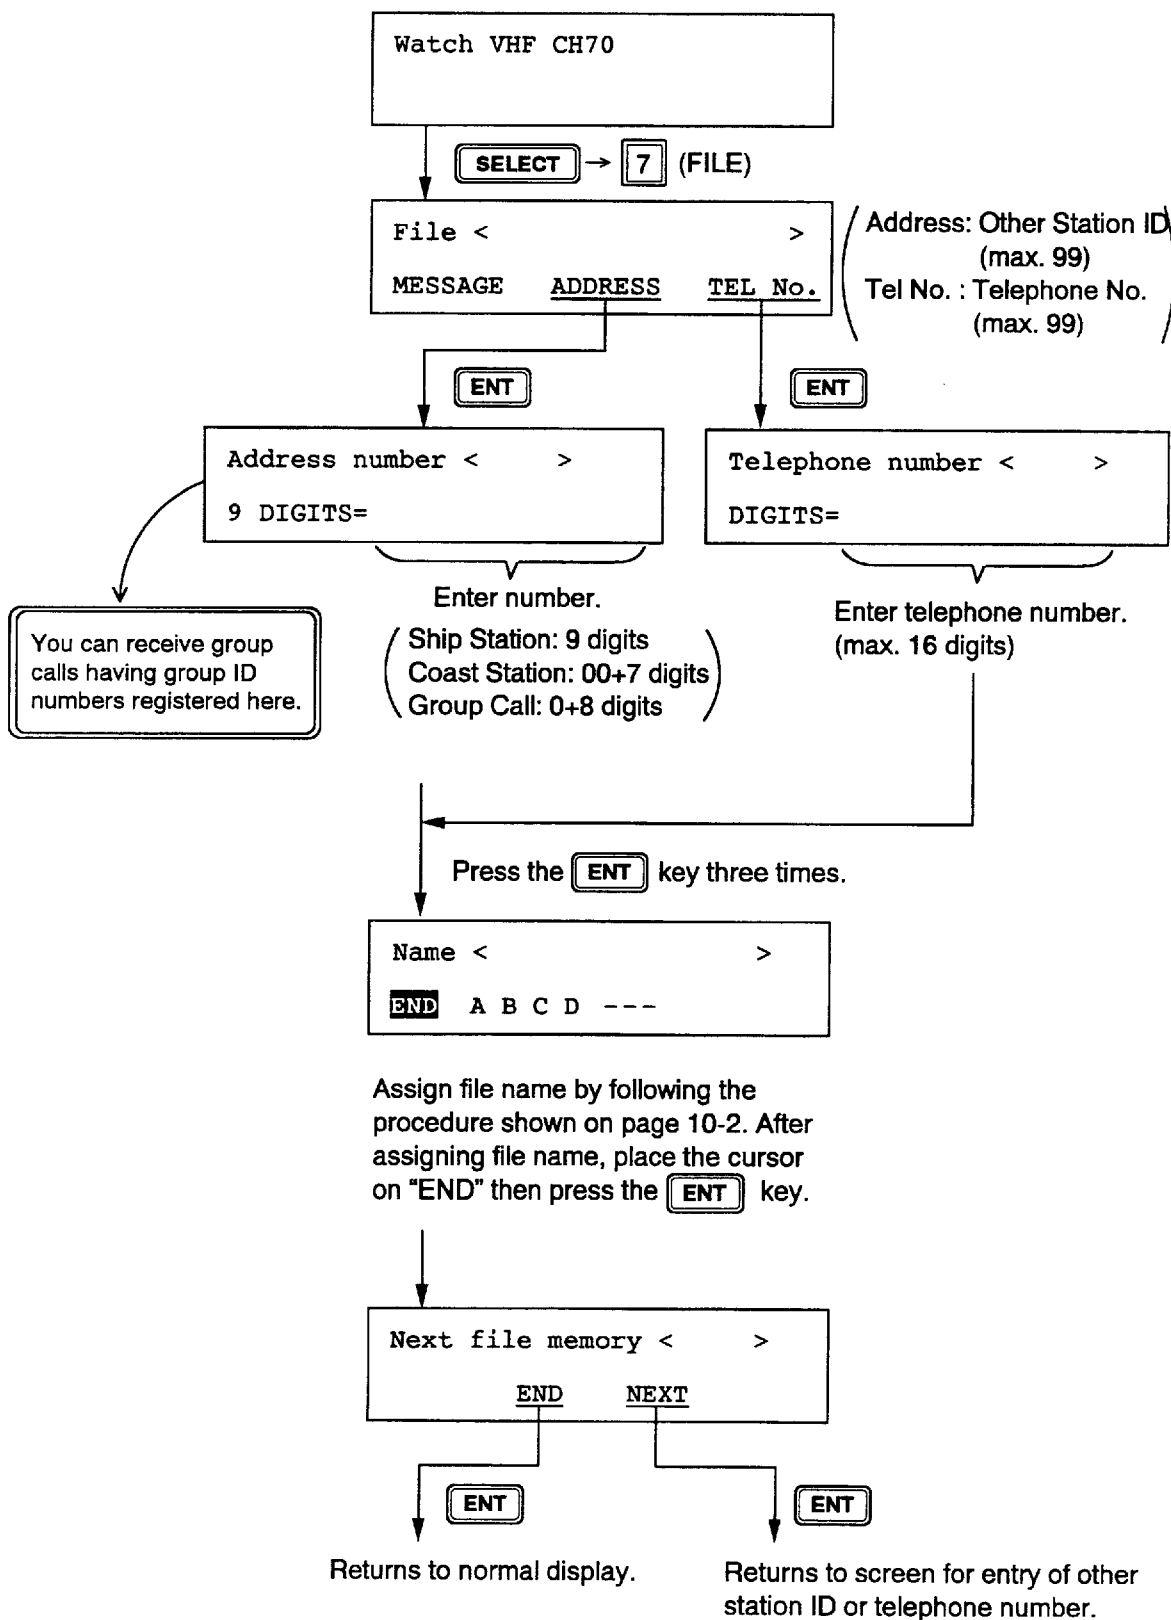 Watch VHF CH70
SELECT → 7 (FILE)
File < >
MESSAGE ADDRESS TEL No.
Address: Other Station ID
(max. 99)
Tel No. : Telephone No.
(max. 99)
ENT
ENT
Address number < >
9 DIGITS=
Telephone number < >
DIGITS=
You can receive group
calls having group ID
numbers registered here.
Enter number.
Ship Station: 9 digits
Coast Station: 00+7 digits
Group Call: 0+8 digits
Enter telephone number.
(max. 16 digits)
Press the ENT key three times.
Name < >
END A B C D ---
Assign file name by following the
procedure shown on page 10-2. After
assigning file name, place the cursor
on “END” then press the ENT key.
Next file memory < >
END NEXT
ENT
ENT
Returns to normal display.
Returns to screen for entry of other
station ID or telephone number.